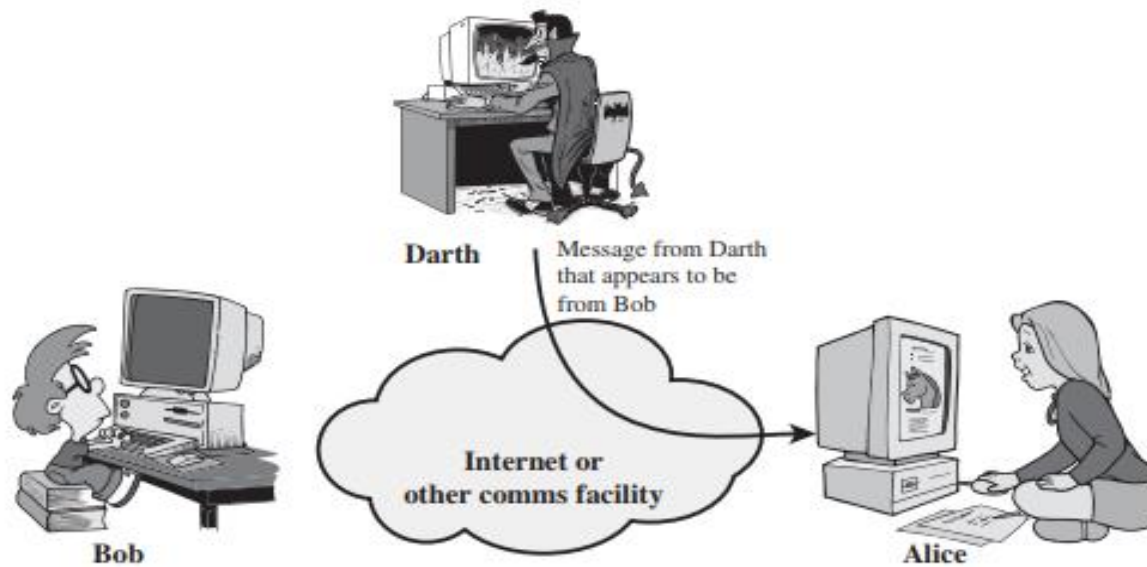 Darth
Message from Darth
that appears to be
from Bob
Internet or
other comms facility
Bob
Alice